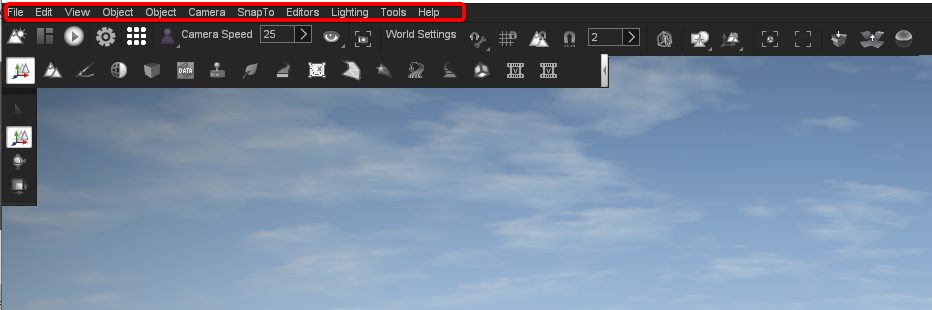 File Edit View Object Object Camera SnapTo Editors Lighting Tools Help
Camera Speed 25 World Settings 2
DATA